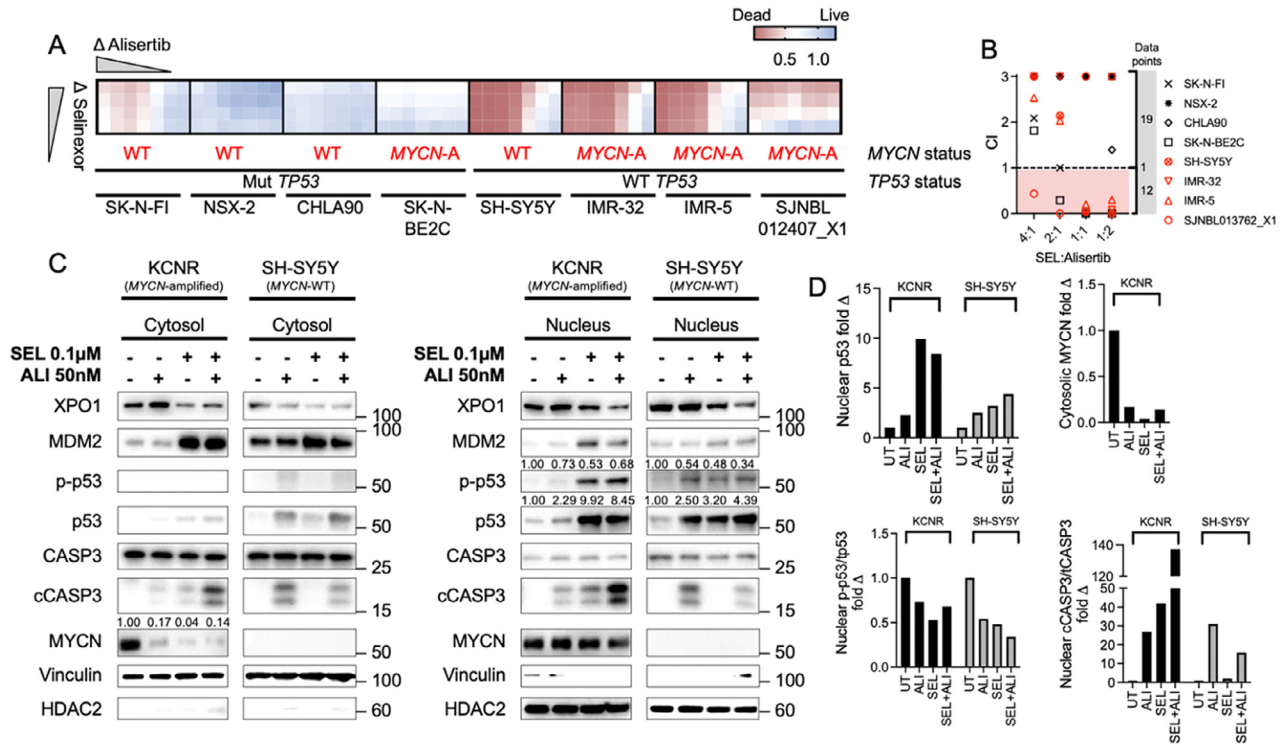 A
Dead Live
0.5 1.0
Δ Alisertib
Δ Selinexor
WT WT WT MYCN-A WT MYCN-A MYCN-A MYCN-A
MYCN status
Mut TP53 WT TP53
TP53 status
SK-N-FI NSX-2 CHLA90 SK-N-BE2C SH-SY5Y IMR-32 IMR-5 SJNBL012407_X1
B
Data points
CI
3
2
1
0
19
1
12
4:1 2:1 1:1 1:2
SEL:Alisertib
SK-N-FI
NSX-2
CHLA90
SK-N-BE2C
SH-SY5Y
IMR-32
IMR-5
SJNBL013762_X1
C
KCNR SH-SY5Y
(MYCN-amplified) (MYCN-WT)
Cytosol Cytosol
SEL 0.1µM - - + + - - + +
ALI 50nM - + - + - + - +
XPO1 100
MDM2 100
p-p53 50
p53 50
CASP3 25
cCASP3 15
1.00 0.17 0.04 0.14
MYCN 50
Vinculin 100
HDAC2 60
KCNR SH-SY5Y
(MYCN-amplified) (MYCN-WT)
Nucleus Nucleus
SEL 0.1µM - - + + - - + +
ALI 50nM - + - + - + - +
XPO1 100
MDM2 100
1.00 0.73 0.53 0.68 1.00 0.54 0.48 0.34
p-p53 50
1.00 2.29 9.92 8.45 1.00 2.50 3.20 4.39
p53 50
CASP3 25
cCASP3 15
MYCN 50
Vinculin 100
HDAC2 60
D
KCNR SH-SY5Y
Nuclear p53 fold Δ
15
10
5
0
UT ALI SEL SEL+ALI UT ALI SEL SEL+ALI
KCNR
Cytosolic MYCN fold Δ
1.5
1.0
0.5
0.0
UT ALI SEL SEL+ALI
KCNR SH-SY5Y
Nuclear p-p53/tp53
fold Δ
1.5
1.0
0.5
0.0
UT ALI SEL SEL+ALI UT ALI SEL SEL+ALI
KCNR SH-SY5Y
Nuclear cCASP3/tCASP3
fold Δ
140
120
50
40
30
20
10
0
UT ALI SEL SEL+ALI UT ALI SEL SEL+ALI